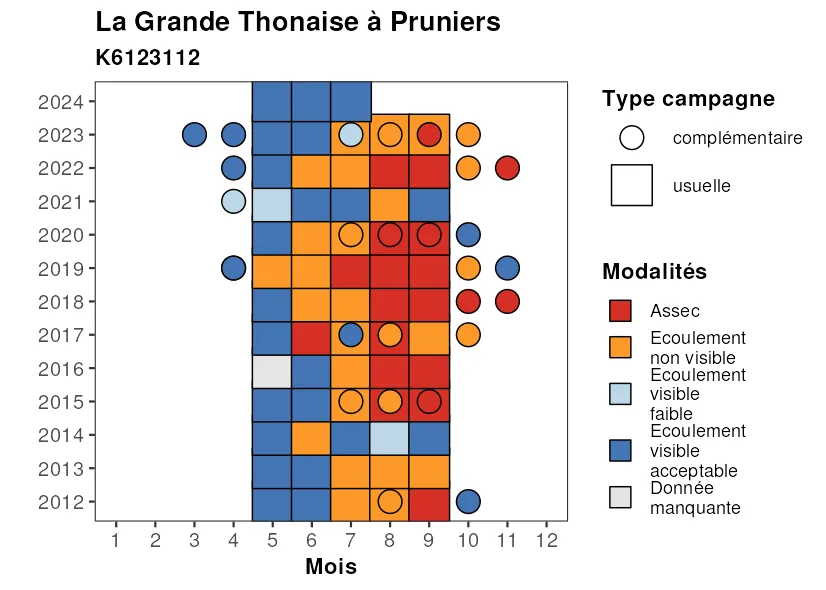 La Grande Thonaise à Pruniers
K6123112
2024
2023
2022
2021
2020
2019
2018
2017
2016
2015
2014
2013
2012
1 2 3 4 5 6 7 8 9 10 11 12
Mois
Type campagne
complémentaire
usuelle
Modalités
Assec
Ecoulement
non visible
Ecoulement
visible
faible
Ecoulement
visible
acceptable
Donnée
manquante